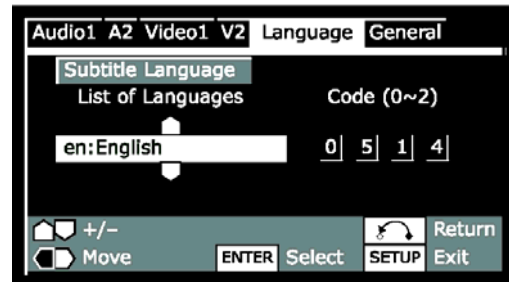 Audio1 A2 Video1 V2 Language General
Subtitle Language
List of Languages Code (0~2)
en:English 0 5 1 4
+/- Return
Move ENTER Select SETUP Exit